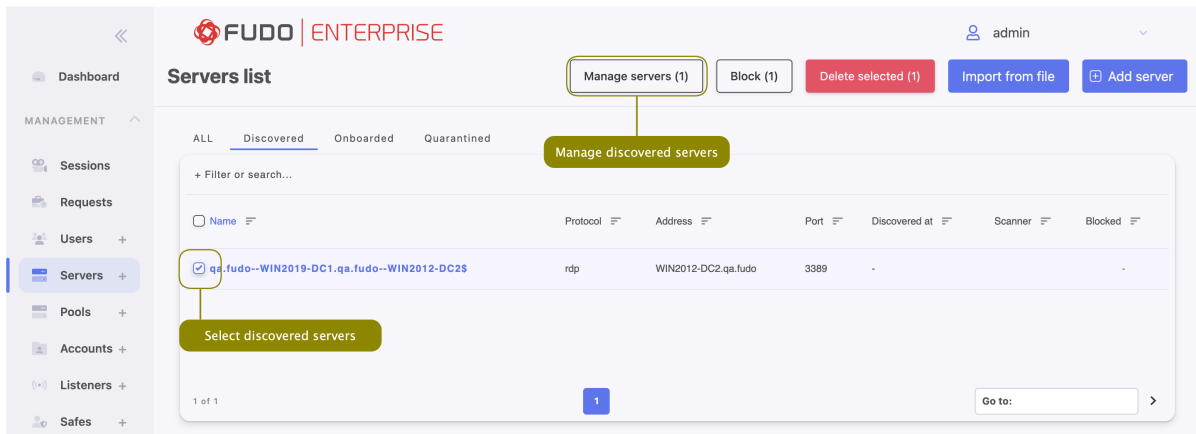 FUDO ENTERPRISE
admin
Dashboard
MANAGEMENT
Sessions
Requests
Users +
Servers +
Pools +
Accounts +
Listeners +
Safes +
Servers list
Manage servers (1)
Block (1)
Delete selected (1)
Import from file
Add server
Manage discovered servers
ALL
Discovered
Onboarded
Quarantined
+ Filter or search...
Name
Protocol
Address
Port
Discovered at
Scanner
Blocked
qa.fudo--WIN2019-DC1.qa.fudo--WIN2012-DC2$
rdp
WIN2012-DC2.qa.fudo
3389
-
-
Select discovered servers
1 of 1
1
Go to: